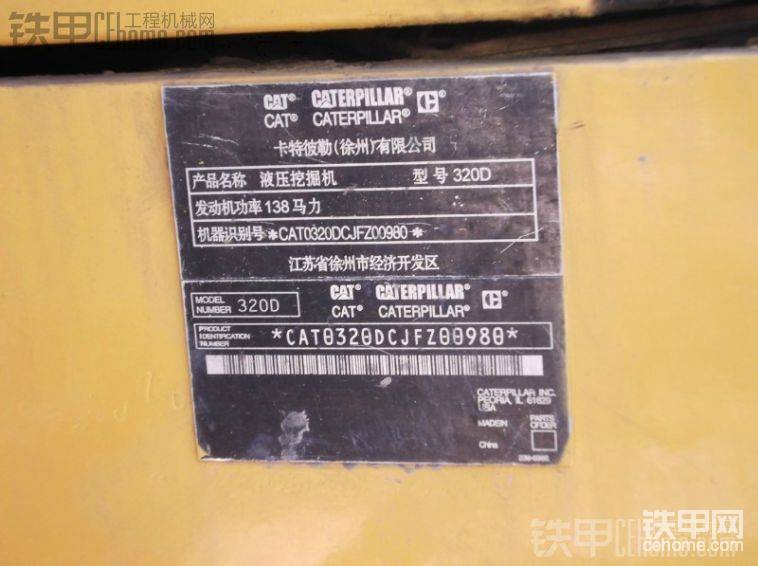 铁甲 工程机械网
cehome.com
CAT® CATERPILLAR®
CAT® CATERPILLAR®
卡特彼勒(徐州)有限公司
产品名称 液压挖掘机 型号 320D
发动机功率 138 马力
机器识别号 *CAT0320DCJFZ00980*
江苏省徐州市经济开发区
CAT® CATERPILLAR®
CAT® CATERPILLAR®
MODEL NUMBER 320D
PRODUCT IDENTIFICATION NUMBER *CAT0320DCJFZ00980*
CATERPILLAR INC.
PEORIA, IL 61629
USA
MADE IN
China
PARTS ORDER
铁甲网
cehome.com